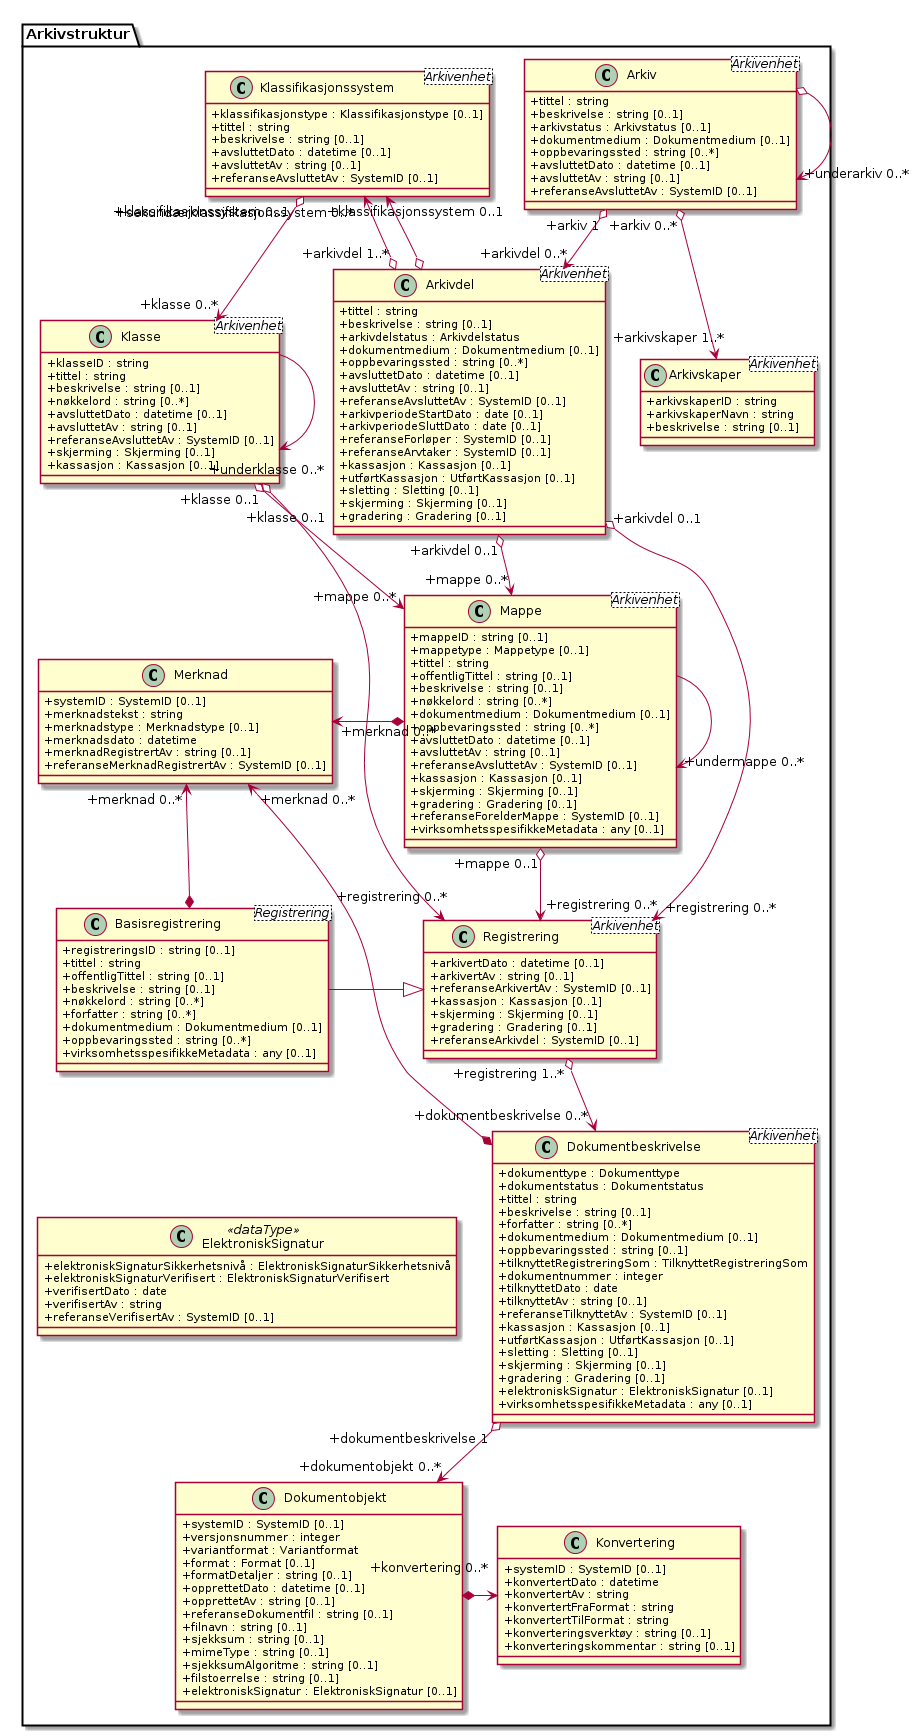 Arkivstruktur
Arkivenhet
C Klassifikasjonssystem
+klassifikasjonstype : Klassifikasjonstype [0..1]
+tittel : string
+beskrivelse : string [0..1]
+avsluttetDato : datetime [0..1]
+avsluttetAv : string [0..1]
+referanseAvsluttetAv : SystemID [0..1]
Arkivenhet
C Arkiv
+tittel : string
+beskrivelse : string [0..1]
+arkivstatus : Arkivstatus [0..1]
+dokumentmedium : Dokumentmedium [0..1]
+oppbevaringssted : string [0..*]
+avsluttetDato : datetime [0..1]
+avsluttetAv : string [0..1]
+referanseAvsluttetAv : SystemID [0..1]
+underarkiv 0..*
+klassifikasjonssystem 0..1
+sekundærklassifikasjonssystem 0..*
+klassifikasjonssystem 0..1
+arkiv 1
+arkiv 0..*
+arkivdel 1..*
+arkivdel 0..*
+klasse 0..*
+arkivskaper 1..*
Arkivenhet
C Arkivdel
+tittel : string
+beskrivelse : string [0..1]
+arkivdelstatus : Arkivdelstatus
+dokumentmedium : Dokumentmedium [0..1]
+oppbevaringssted : string [0..*]
+avsluttetDato : datetime [0..1]
+avsluttetAv : string [0..1]
+referanseAvsluttetAv : SystemID [0..1]
+arkivperiodeStartDato : date [0..1]
+arkivperiodeSluttDato : date [0..1]
+referanseForløper : SystemID [0..1]
+referanseArvtaker : SystemID [0..1]
+kassasjon : Kassasjon [0..1]
+utførtKassasjon : UtførtKassasjon [0..1]
+sletting : Sletting [0..1]
+skjerming : Skjerming [0..1]
+gradering : Gradering [0..1]
Arkivenhet
C Klasse
+klasseID : string
+tittel : string
+beskrivelse : string [0..1]
+nøkkelord : string [0..*]
+avsluttetDato : datetime [0..1]
+avsluttetAv : string [0..1]
+referanseAvsluttetAv : SystemID [0..1]
+skjerming : Skjerming [0..1]
+kassasjon : Kassasjon [0..1]
+underklasse 0..*
Arkivenhet
C Arkivskaper
+arkivskaperID : string
+arkivskaperNavn : string
+beskrivelse : string [0..1]
+klasse 0..1
+klasse 0..1
+arkivdel 0..1
+arkivdel 0..1
+mappe 0..*
+mappe 0..*
Arkivenhet
C Mappe
+mappeID : string [0..1]
+mappetype : Mappetype [0..1]
+tittel : string
+offentligTittel : string [0..1]
+beskrivelse : string [0..1]
+nøkkelord : string [0..*]
+dokumentmedium : Dokumentmedium [0..1]
+oppbevaringssted : string [0..*]
+avsluttetDato : datetime [0..1]
+avsluttetAv : string [0..1]
+referanseAvsluttetAv : SystemID [0..1]
+kassasjon : Kassasjon [0..1]
+skjerming : Skjerming [0..1]
+gradering : Gradering [0..1]
+referanseForelderMappe : SystemID [0..1]
+virksomhetsspesifikkeMetadata : any [0..1]
+undermappe 0..*
C Merknad
+systemID : SystemID [0..1]
+merknadstekst : string
+merknadstype : Merknadstype [0..1]
+merknadsdato : datetime
+merknadRegistrertAv : string [0..1]
+referanseMerknadRegistrertAv : SystemID [0..1]
+merknad 0..*
+merknad 0..*
+merknad 0..*
+mappe 0..1
+registrering 0..*
+registrering 0..*
+registrering 0..*
Registrering
C Basisregistrering
+registreringsID : string [0..1]
+tittel : string
+offentligTittel : string [0..1]
+beskrivelse : string [0..1]
+nøkkelord : string [0..*]
+forfatter : string [0..*]
+dokumentmedium : Dokumentmedium [0..1]
+oppbevaringssted : string [0..*]
+virksomhetsspesifikkeMetadata : any [0..1]
Arkivenhet
C Registrering
+arkivertDato : datetime [0..1]
+arkivertAv : string [0..1]
+referanseArkivertAv : SystemID [0..1]
+kassasjon : Kassasjon [0..1]
+skjerming : Skjerming [0..1]
+gradering : Gradering [0..1]
+referanseArkivdel : SystemID [0..1]
+registrering 1..*
+dokumentbeskrivelse 0..*
Arkivenhet
C Dokumentbeskrivelse
+dokumenttype : Dokumenttype
+dokumentstatus : Dokumentstatus
+tittel : string
+beskrivelse : string [0..1]
+forfatter : string [0..*]
+dokumentmedium : Dokumentmedium [0..1]
+oppbevaringssted : string [0..1]
+tilknyttetRegistreringSom : TilknyttetRegistreringSom
+dokumentnummer : integer
+tilknyttetDato : date
+tilknyttetAv : string [0..1]
+referanseTilknyttetAv : SystemID [0..1]
+kassasjon : Kassasjon [0..1]
+utførtKassasjon : UtførtKassasjon [0..1]
+sletting : Sletting [0..1]
+skjerming : Skjerming [0..1]
+gradering : Gradering [0..1]
+elektroniskSignatur : ElektroniskSignatur [0..1]
+virksomhetsspesifikkeMetadata : any [0..1]
C «dataType»
ElektroniskSignatur
+elektroniskSignaturSikkerhetsnivå : ElektroniskSignaturSikkerhetsnivå
+elektroniskSignaturVerifisert : ElektroniskSignaturVerifisert
+verifisertDato : date
+verifisertAv : string
+referanseVerifisertAv : SystemID [0..1]
+dokumentbeskrivelse 1
+dokumentobjekt 0..*
C Dokumentobjekt
+systemID : SystemID [0..1]
+versjonsnummer : integer
+variantformat : Variantformat
+format : Format [0..1]
+formatDetaljer : string [0..1]
+opprettetDato : datetime [0..1]
+opprettetAv : string [0..1]
+referanseDokumentfil : string [0..1]
+filnavn : string [0..1]
+sjekksum : string [0..1]
+mimeType : string [0..1]
+sjekksumAlgoritme : string [0..1]
+filstoerrelse : string [0..1]
+elektroniskSignatur : ElektroniskSignatur [0..1]
+konvertering 0..*
C Konvertering
+systemID : SystemID [0..1]
+konvertertDato : datetime
+konvertertAv : string
+konvertertFraFormat : string
+konvertertTilFormat : string
+konverteringsverktøy : string [0..1]
+konverteringskommentar : string [0..1]